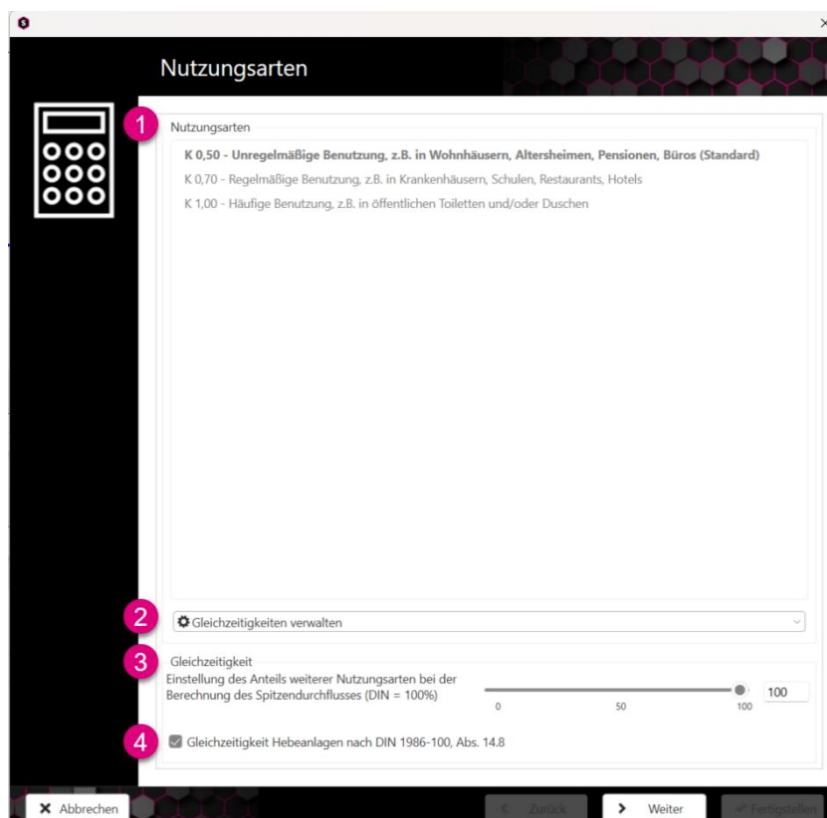 Nutzungsarten
1
Nutzungsarten
K 0,50 - Unregelmäßige Benutzung, z.B. in Wohnhäusern, Altersheimen, Pensionen, Büros (Standard)
K 0,70 - Regelmäßige Benutzung, z.B. in Krankenhäusern, Schulen, Restaurants, Hotels
K 1,00 - Häufige Benutzung, z.B. in öffentlichen Toiletten und/oder Duschen
2
Gleichzeitigkeiten verwalten
3
Gleichzeitigkeit
Einstellung des Anteils weiterer Nutzungsarten bei der
Berechnung des Spitzendurchflusses (DIN = 100%)
0 50 100
100
4
Gleichzeitigkeit Hebeanlagen nach DIN 1986-100, Abs. 14.8
Abbrechen
Zurück
Weiter
Fertigstellen